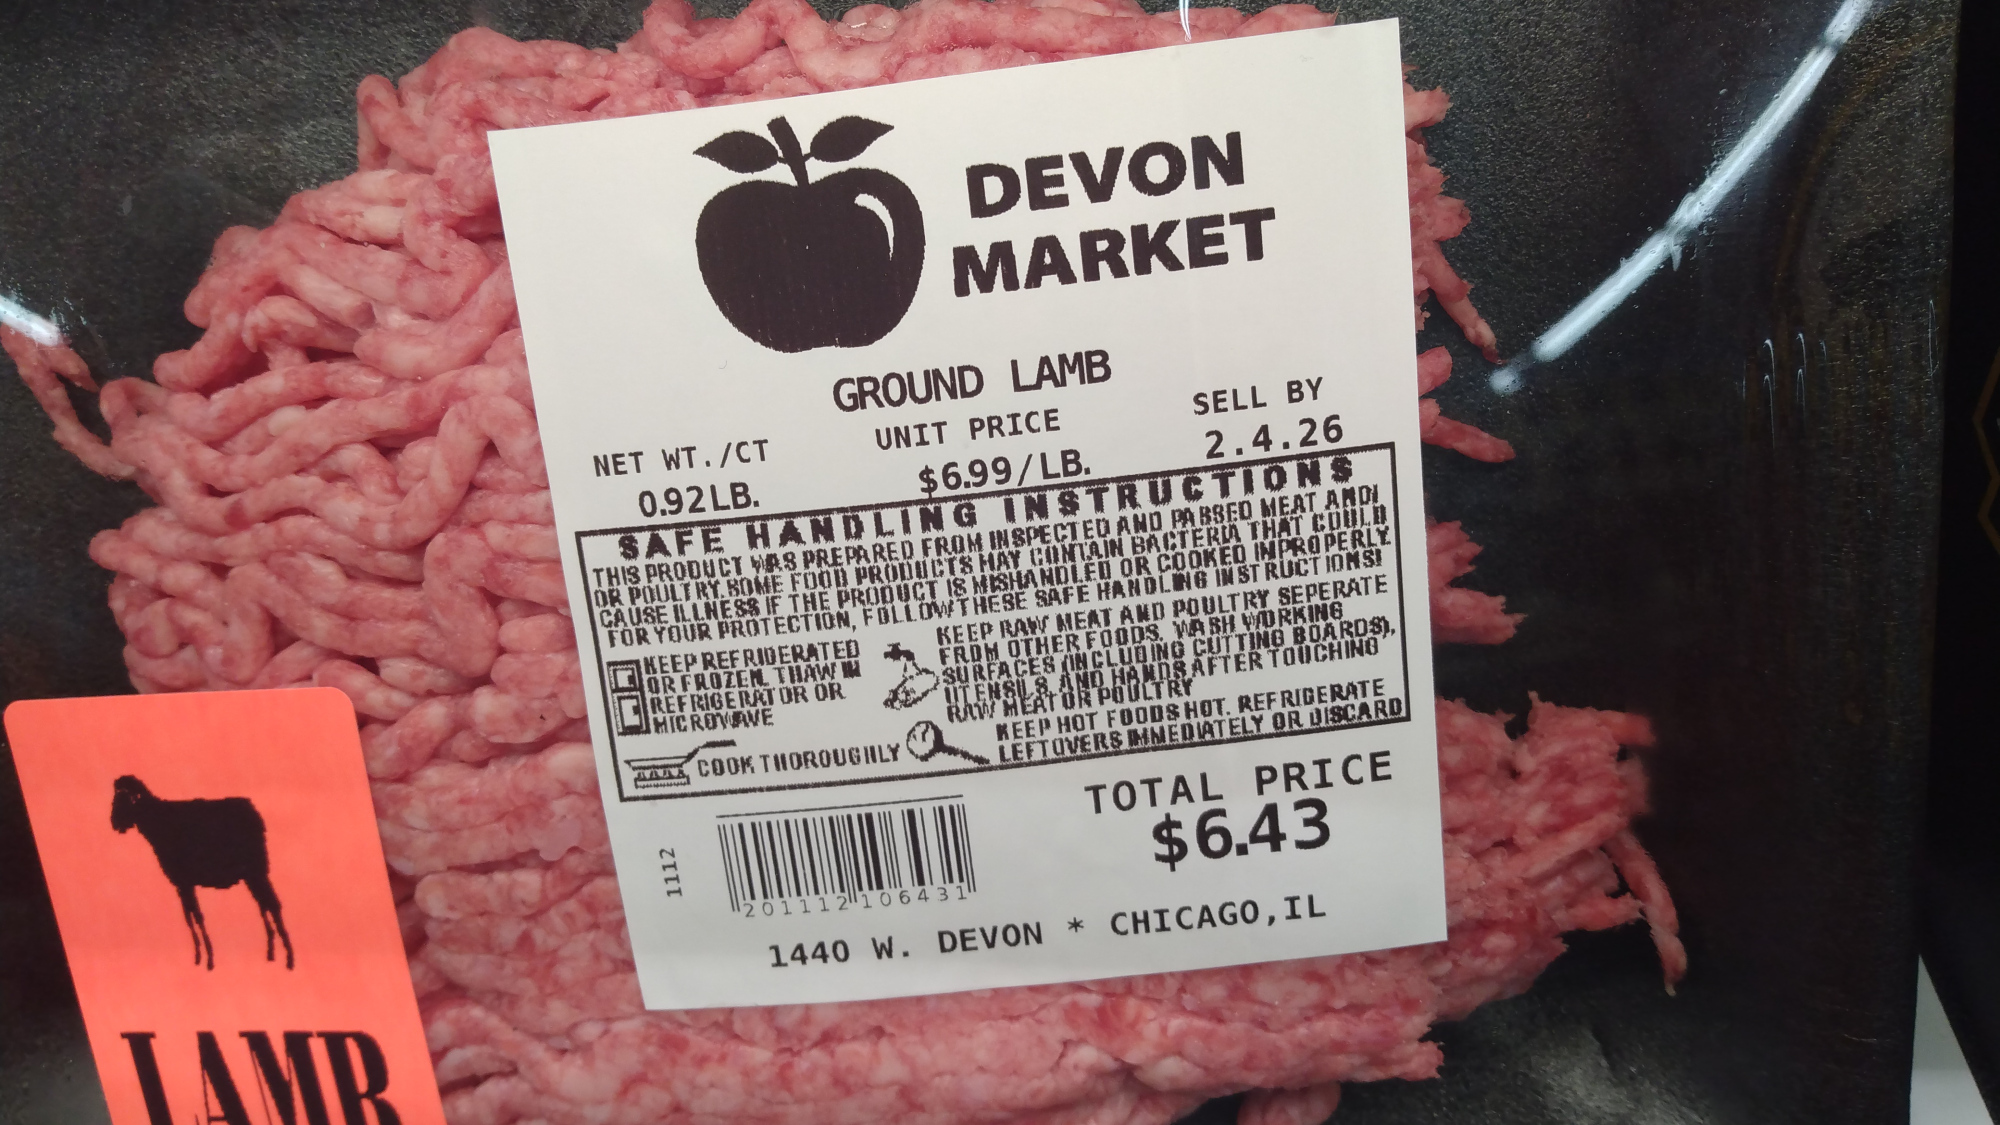 DEVON
MARKET
GROUND LAMB
NET WT./CT
UNIT PRICE
SELL BY
0.92LB.
$6.99/LB.
2.4.26
SAFE HANDLING INSTRUCTIONS
THIS PRODUCT WAS PREPARED FROM INSPECTED AND PASSED MEAT AND
OR POULTRY. SOME FOOD PRODUCTS MAY CONTAIN BACTERIA THAT COULD
CAUSE ILLNESS IF THE PRODUCT IS MISHANDLED OR COOKED IMPROPERLY.
FOR YOUR PROTECTION, FOLLOW THESE SAFE HANDLING INSTRUCTIONS!
KEEP REFRIGERATED
OR FROZEN. THAW IN
REFRIGERATOR OR
MICROWAVE
KEEP RAW MEAT AND POULTRY SEPERATE
FROM OTHER FOODS. WASH WORKING
SURFACES (INCLUDING CUTTING BOARDS),
UTENSILS, AND HANDS AFTER TOUCHING
RAW MEAT OR POULTRY
COOK THOROUGHLY
KEEP HOT FOODS HOT. REFRIGERATE
LEFTOVERS IMMEDIATELY OR DISCARD
TOTAL PRICE
$6.43
1112
201112 106431
1440 W. DEVON * CHICAGO,IL
LAMB